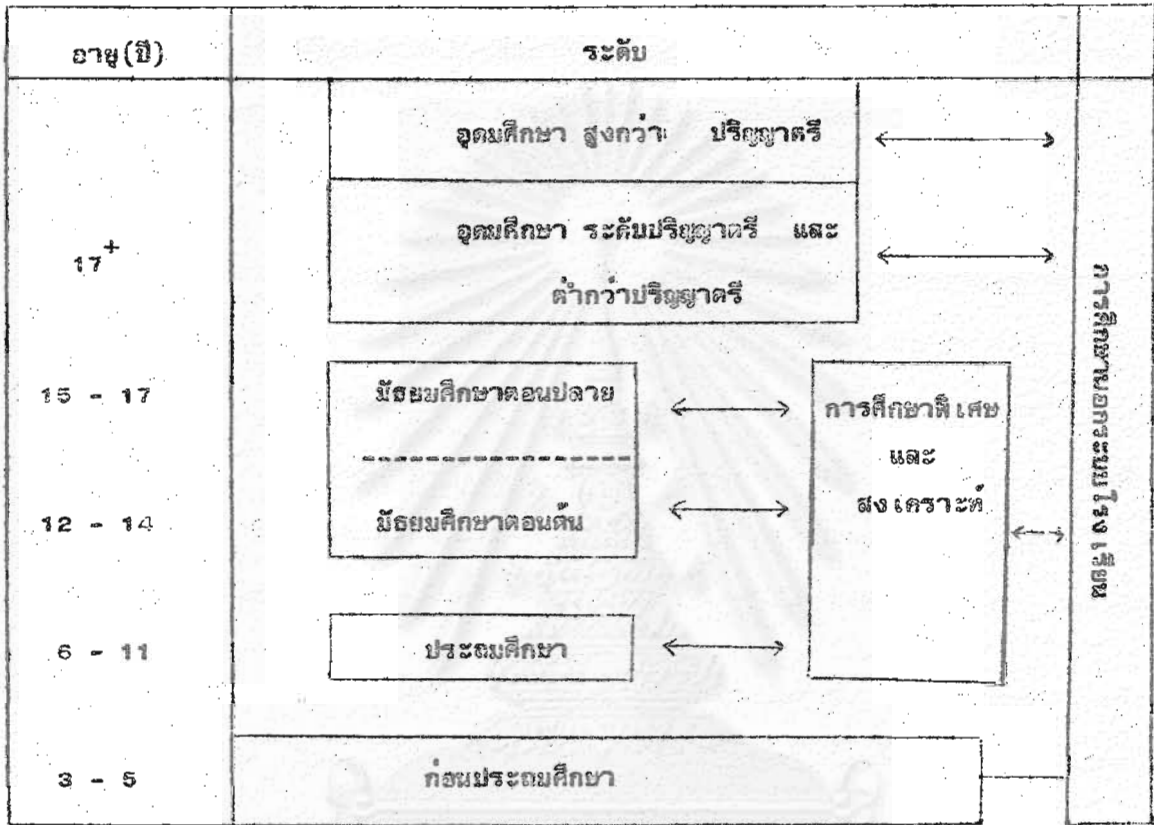 อายุ(ปี) ระดับ
อุดมศึกษา สูงกว่า ปริญญาตรี
17+ อุดมศึกษา ระดับปริญญาตรี และ
ต่ำกว่าปริญญาตรี
15 - 17 มัธยมศึกษาตอนปลาย การศึกษาพิเศษ
และ
12 - 14 มัธยมศึกษาตอนต้น สงเคราะห์
6 - 11 ประถมศึกษา
3 - 5 ก่อนประถมศึกษา
การศึกษานอกระบบโรงเรียน